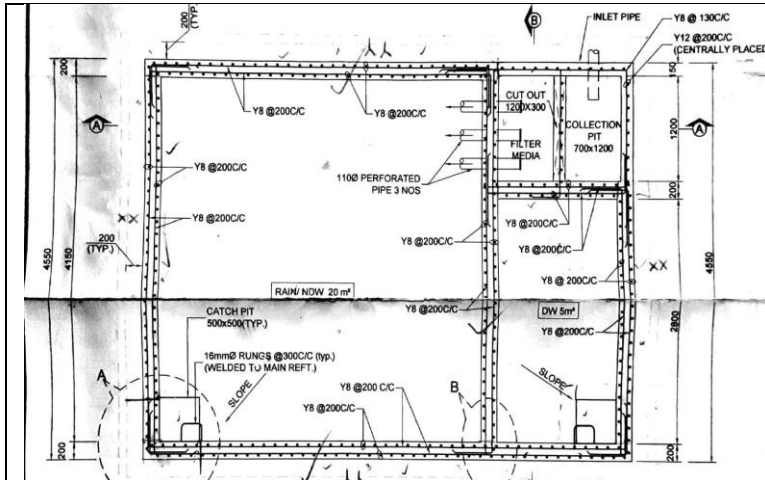 200
(TYP.)
B
INLET PIPE
Y8 @ 130C/C
Y12 @200C/C
(CENTRALLY PLACED
200
150
Y8 @200C/C
Y8 @200C/C
CUT OUT
1200X300
COLLECTION
PIT
700x1200
FILTER
MEDIA
A
A
1200
Y8 @200C/C
110Ø PERFORATED
PIPE 3 NOS
200
Y8 @200C/C
Y8 @200C/C
Y8 @200C/C
Y8 @200C/C
XX
200
(TYP.)
4550
4150
Y8 @ 200C/C
XX
4550
RAIN/ NDW 20 m³
CATCH PIT
500x500(TYP.)
Y8 @200C/C
DW 5m³
Y8 @200C/C
2800
16mmØ RUNGS @300C/C (typ.)
(WELDED TO MAIN REFT.)
A
SLOPE
Y8 @200 C/C
Y8 @200C/C
B
SLOPE
200
200